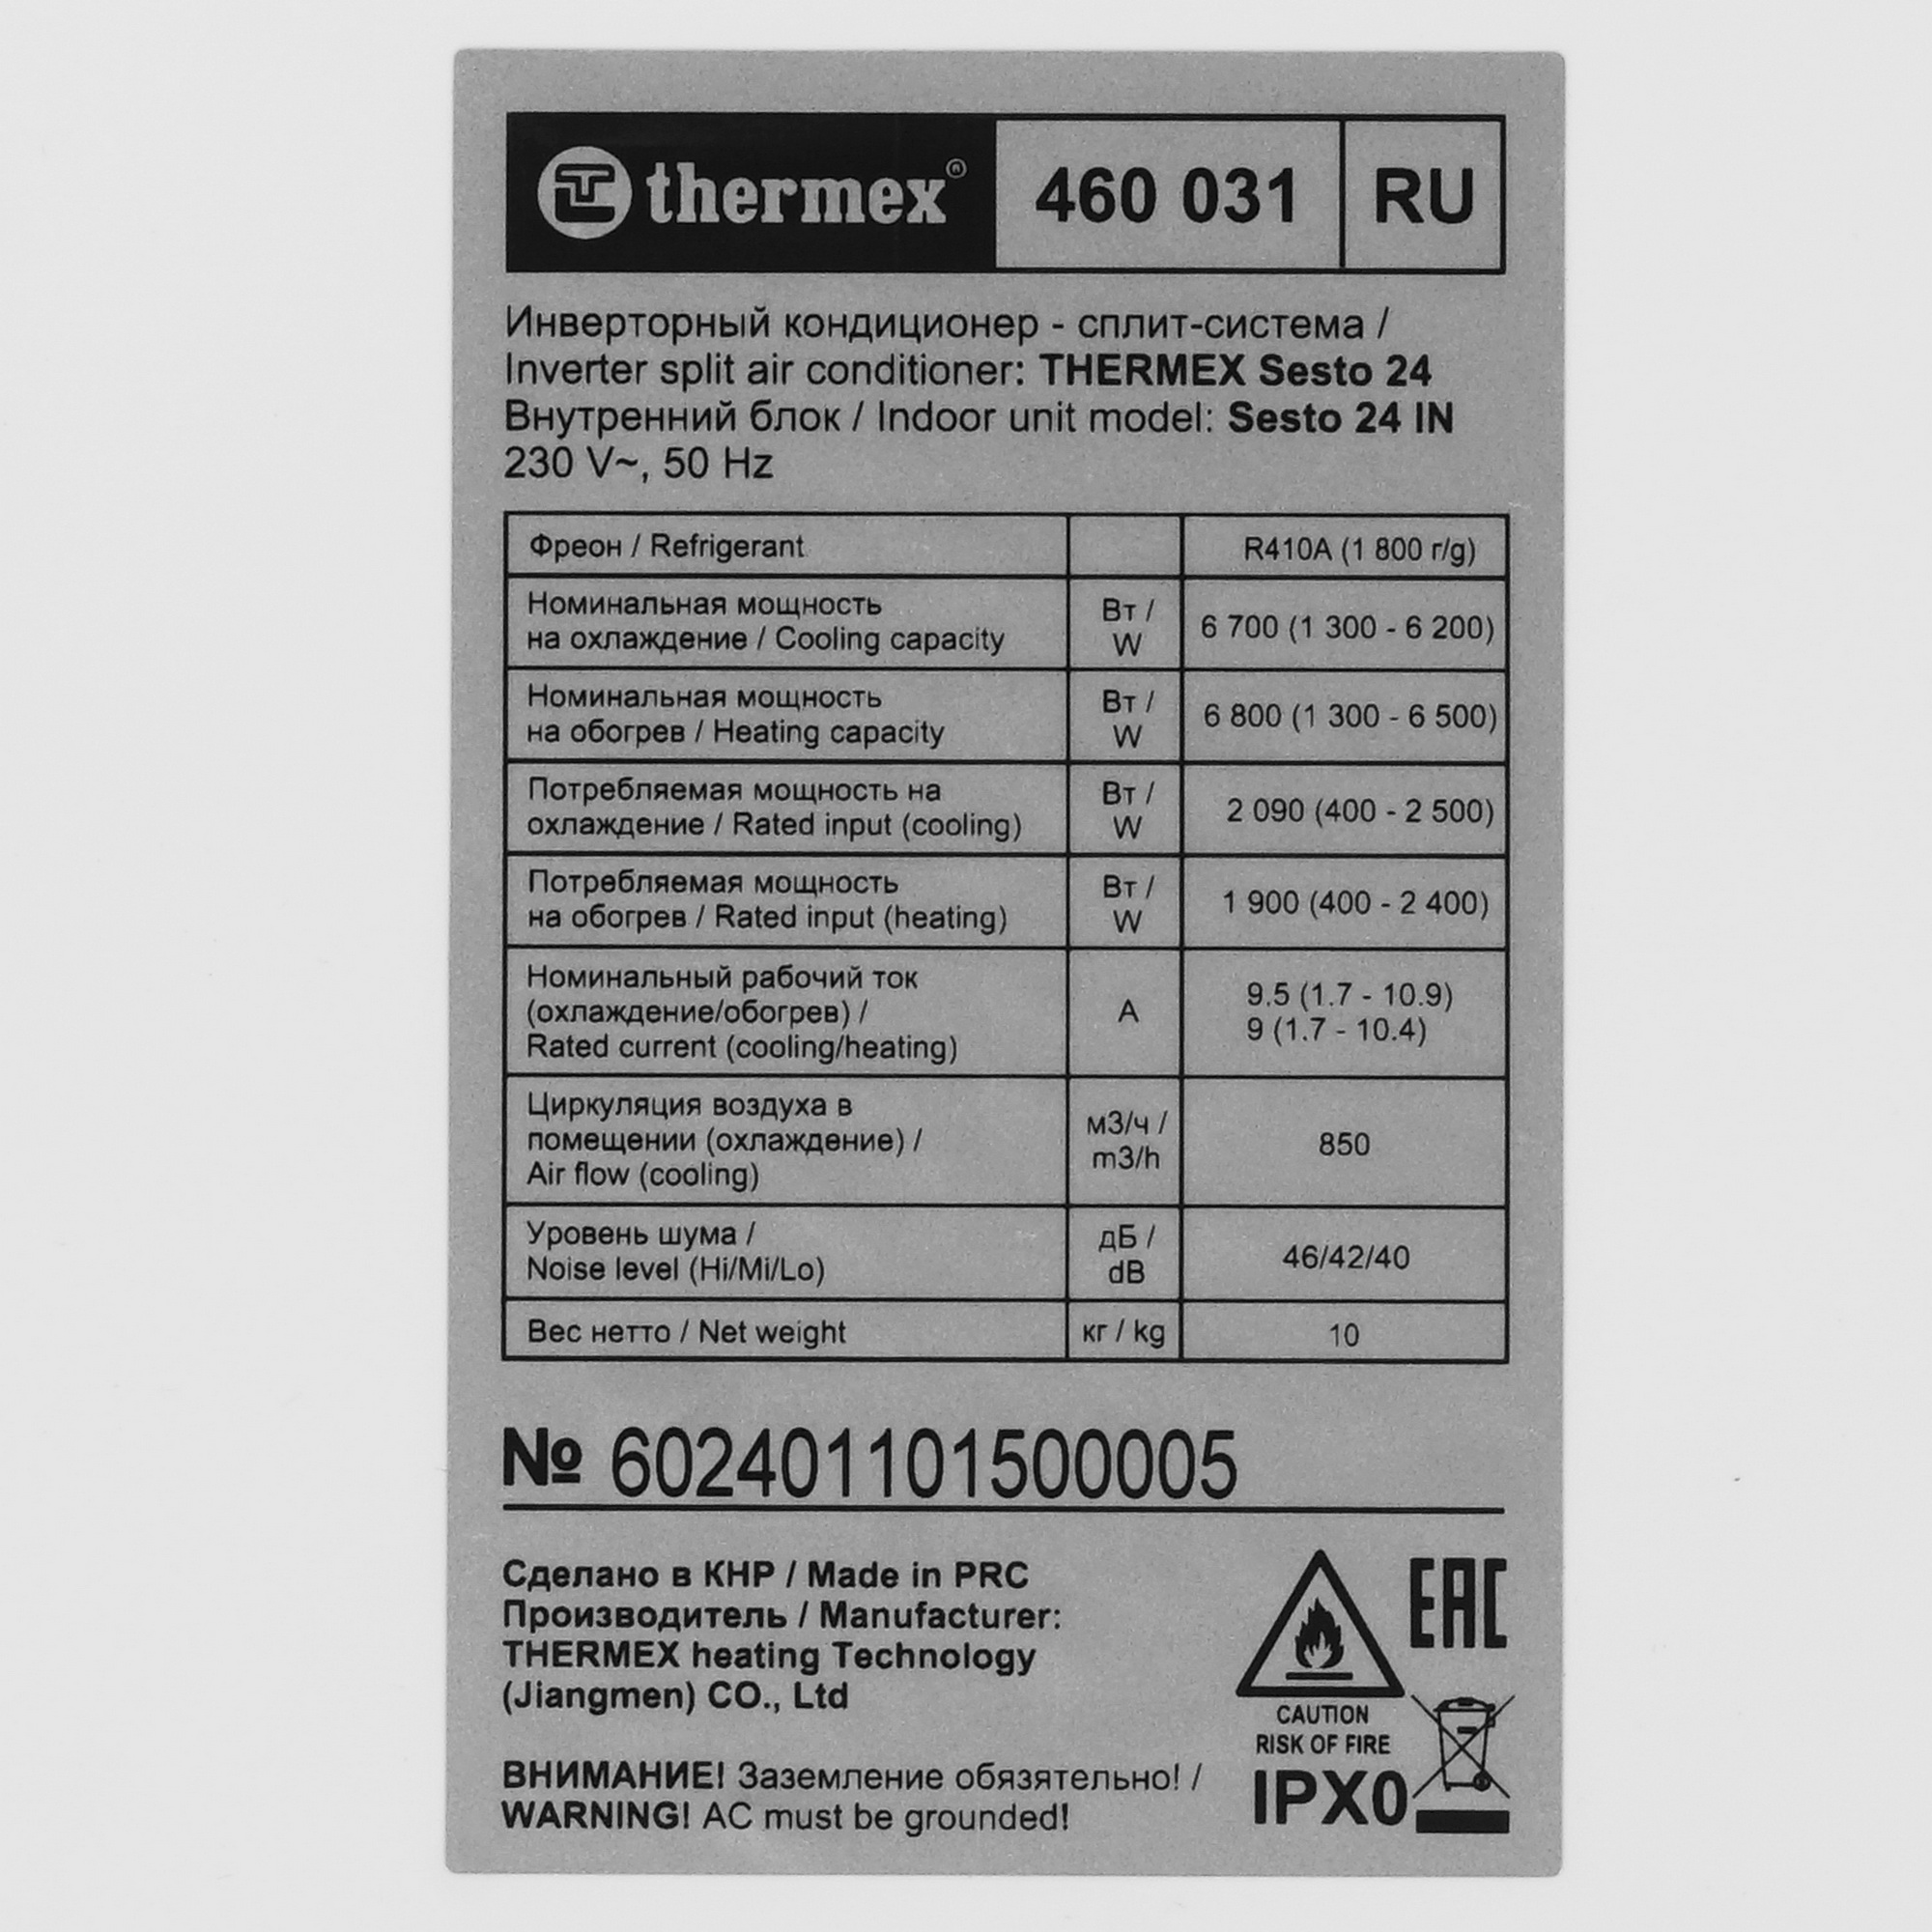 thermex® 460 031 RU
Инверторный кондиционер - сплит-система /
Inverter split air conditioner: THERMEX Sesto 24
Внутренний блок / Indoor unit model: Sesto 24 IN
230 V~, 50 Hz
Фреон / Refrigerant R410A (1 800 г/g)
Номинальная мощность
на охлаждение / Cooling capacity
Вт /
W
6 700 (1 300 - 6 200)
Номинальная мощность
на обогрев / Heating capacity
Вт /
W
6 800 (1 300 - 6 500)
Потребляемая мощность на
охлаждение / Rated input (cooling)
Вт /
W
2 090 (400 - 2 500)
Потребляемая мощность
на обогрев / Rated input (heating)
Вт /
W
1 900 (400 - 2 400)
Номинальный рабочий ток
(охлаждение/обогрев) /
Rated current (cooling/heating)
A
9.5 (1.7 - 10.9)
9 (1.7 - 10.4)
Циркуляция воздуха в
помещении (охлаждение) /
Air flow (cooling)
м3/ч /
m3/h
850
Уровень шума /
Noise level (Hi/Mi/Lo)
дБ /
dB
46/42/40
Вес нетто / Net weight кг / kg 10
№ 602401101500005
Сделано в КНР / Made in PRC
Производитель / Manufacturer:
THERMEX heating Technology
(Jiangmen) CO., Ltd
ВНИМАНИЕ! Заземление обязятельно! /
WARNING! AC must be grounded!
EAC
CAUTION
RISK OF FIRE
IPX0